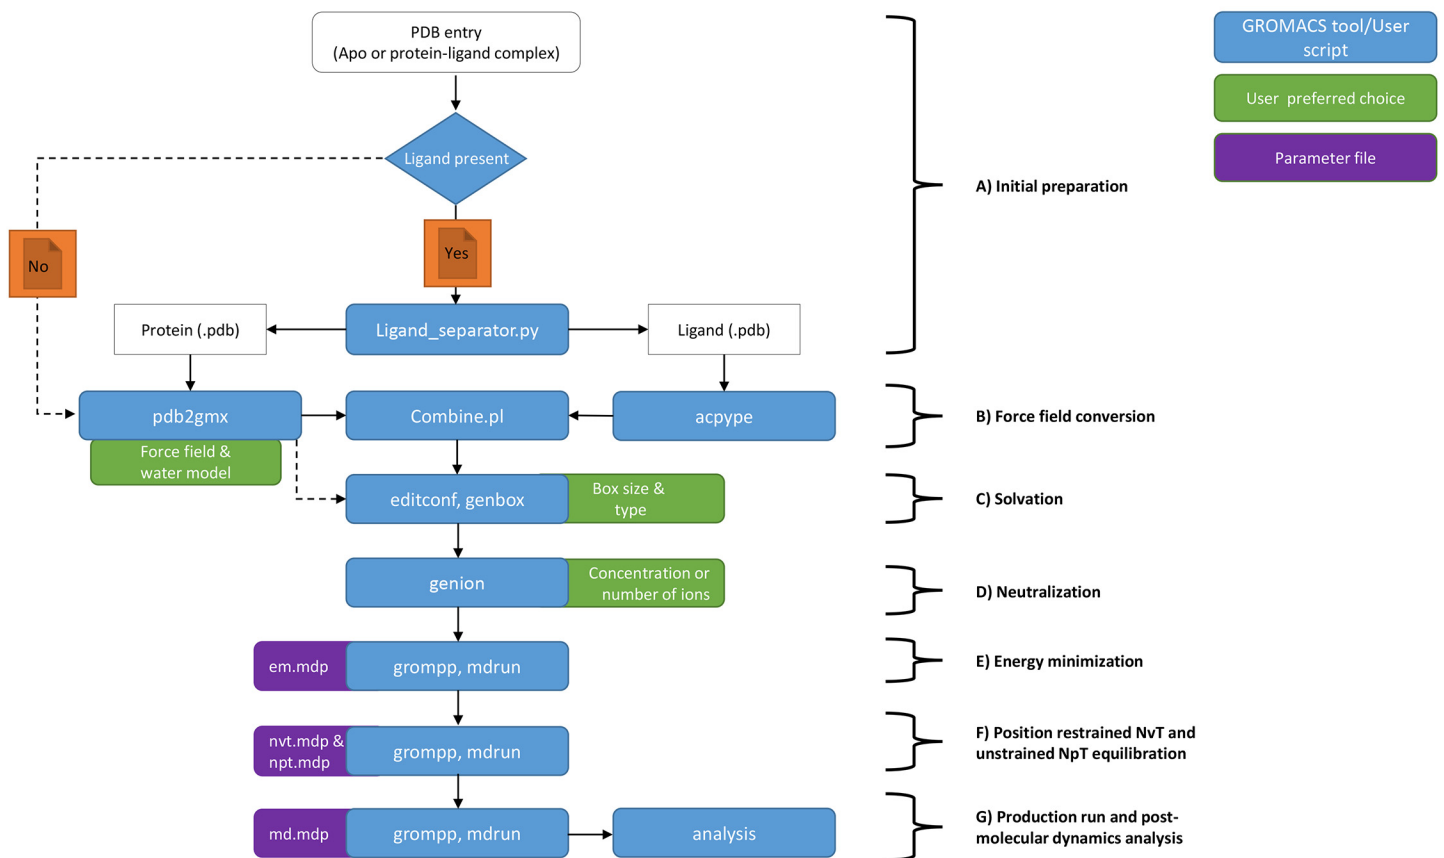 PDB entry
(Apo or protein-ligand complex)
GROMACS tool/User
script
User preferred choice
Parameter file
Ligand present
A) Initial preparation
No
Yes
Protein (.pdb)
Ligand_separator.py
Ligand (.pdb)
pdb2gmx
Combine.pl
acpype
B) Force field conversion
Force field &
water model
editconf, genbox
Box size &
type
C) Solvation
genion
Concentration or
number of ions
D) Neutralization
em.mdp
grompp, mdrun
E) Energy minimization
nvt.mdp &
npt.mdp
grompp, mdrun
F) Position restrained NvT and
unstrained NpT equilibration
md.mdp
grompp, mdrun
analysis
G) Production run and post-
molecular dynamics analysis